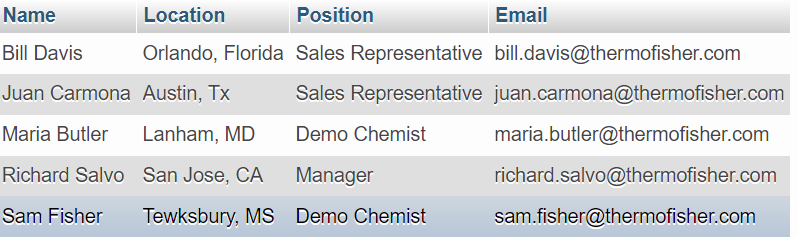 Name Location Position Email
Bill Davis Orlando, Florida Sales Representative bill.davis@thermofisher.com
Juan Carmona Austin, Tx Sales Representative juan.carmona@thermofisher.com
Maria Butler Lanham, MD Demo Chemist maria.butler@thermofisher.com
Richard Salvo San Jose, CA Manager richard.salvo@thermofisher.com
Sam Fisher Tewksbury, MS Demo Chemist sam.fisher@thermofisher.com